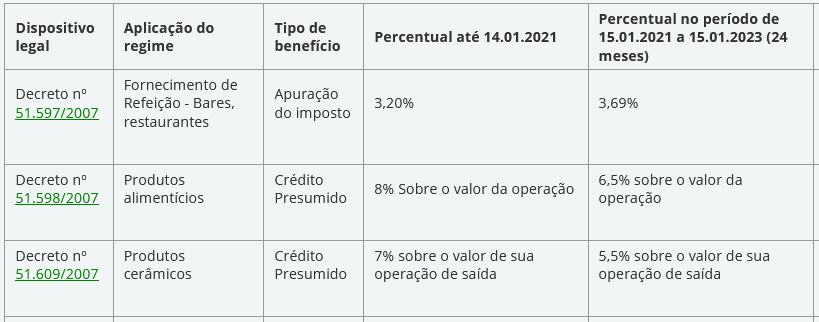 Dispositivo legal
Aplicação do regime
Tipo de benefício
Percentual até 14.01.2021
Percentual no período de 15.01.2021 a 15.01.2023 (24 meses)
Decreto nº 51.597/2007
Fornecimento de Refeição - Bares, restaurantes
Apuração do imposto
3,20%
3,69%
Decreto nº 51.598/2007
Produtos alimentícios
Crédito Presumido
8% Sobre o valor da operação
6,5% sobre o valor da operação
Decreto nº 51.609/2007
Produtos cerâmicos
Crédito Presumido
7% sobre o valor de sua operação de saída
5,5% sobre o valor de sua operação de saída